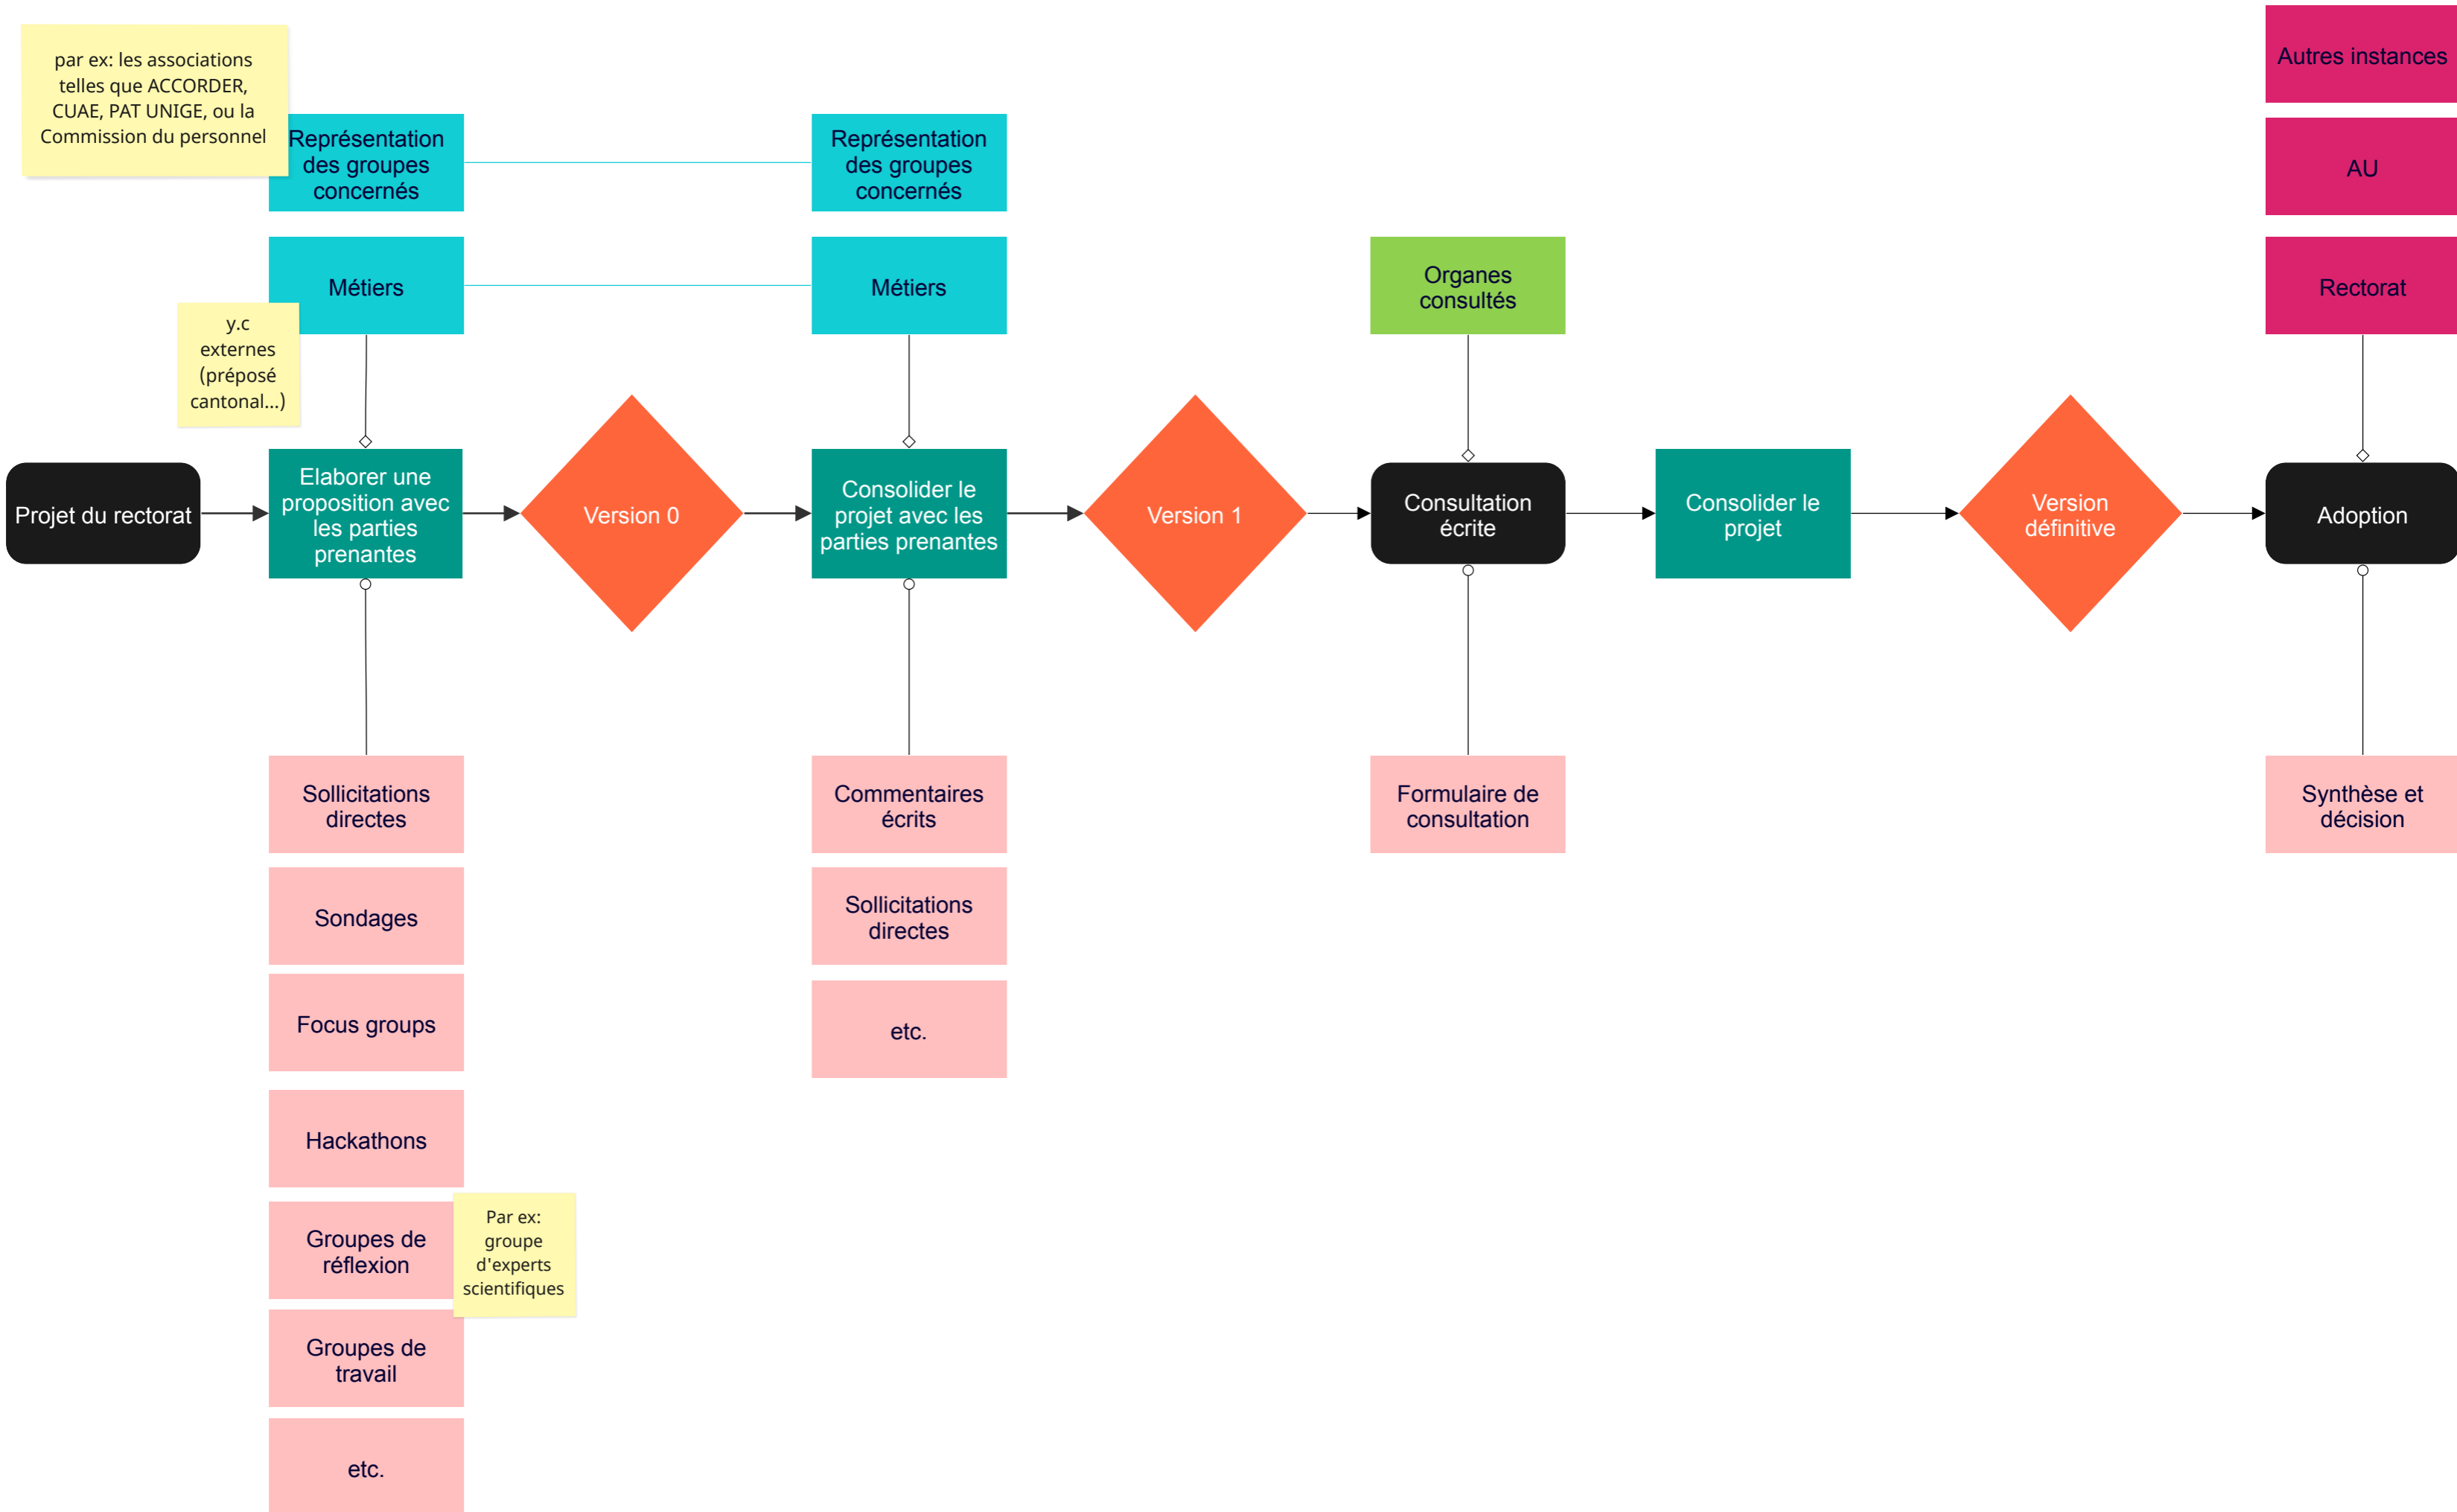 par ex: les associations
telles que ACCORDER,
CUAE, PAT UNIGE, ou la
Commission du personnel
Autres instances
AU
Représentation
des groupes
concernés
Représentation
des groupes
concernés
Métiers
Métiers
Organes
consultés
Rectorat
y.c
externes
(préposé
cantonal...)
Projet du rectorat
Elaborer une
proposition avec
les parties
prenantes
Version 0
Consolider le
projet avec les
parties prenantes
Version 1
Consultation
écrite
Consolider le
projet
Version
définitive
Adoption
Sollicitations
directes
Commentaires
écrits
Formulaire de
consultation
Synthèse et
décision
Sondages
Sollicitations
directes
Focus groups
etc.
Hackathons
Groupes de
réflexion
Par ex:
groupe
d'experts
scientifiques
Groupes de
travail
etc.